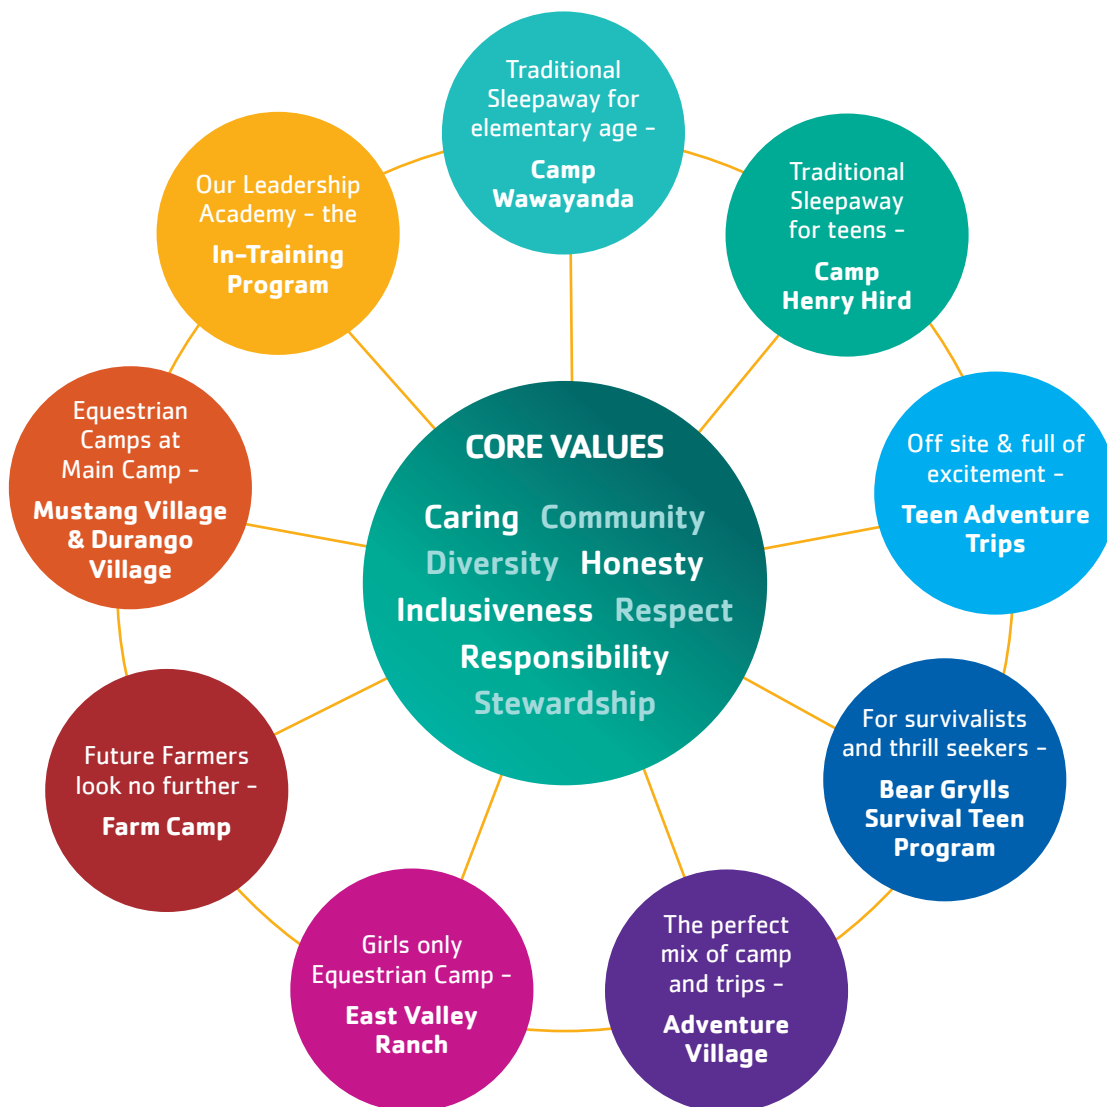 Traditional
Sleepaway for
elementary age –
Camp
Wawayanda
Traditional
Sleepaway
for teens –
Camp
Henry Hird
Off site & full of
excitement –
Teen Adventure
Trips
For survivalists
and thrill seekers –
Bear Grylls
Survival Teen
Program
The perfect
mix of camp
and trips –
Adventure
Village
Girls only
Equestrian Camp –
East Valley
Ranch
Future Farmers
look no further –
Farm Camp
Equestrian
Camps at
Main Camp –
Mustang Village
& Durango
Village
Our Leadership
Academy – the
In-Training
Program
CORE VALUES
Caring Community
Diversity Honesty
Inclusiveness Respect
Responsibility
Stewardship